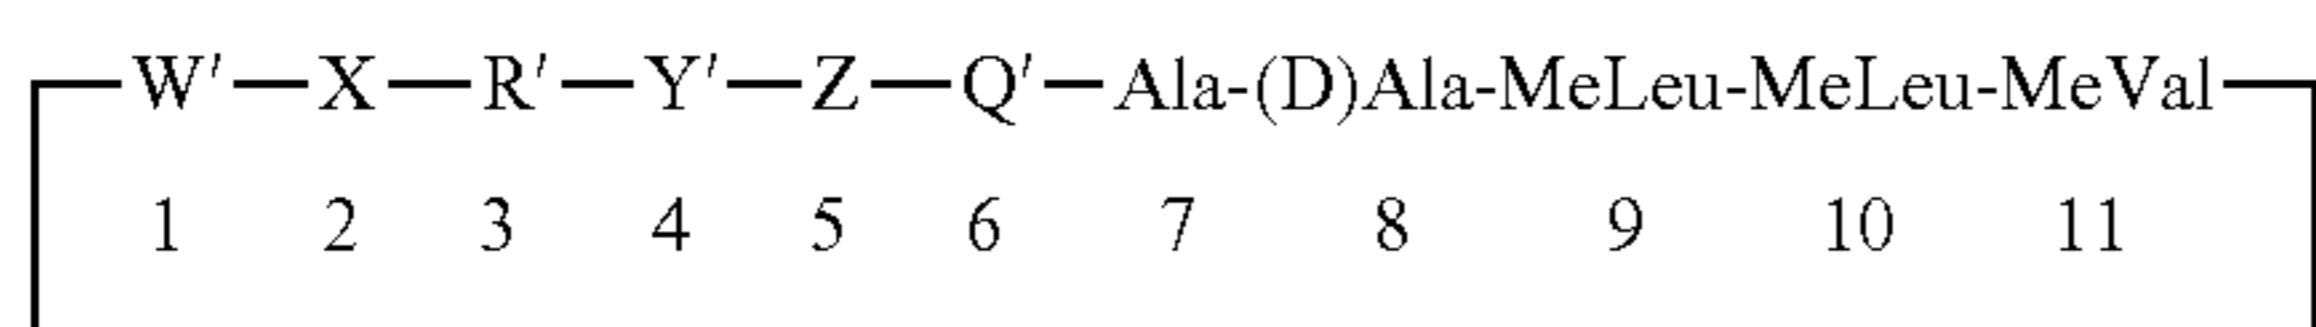 W′—X—R′—Y′—Z—Q′—Ala-(D)Ala-MeLeu-MeLeu-MeVal
1 2 3 4 5 6 7 8 9 10 11